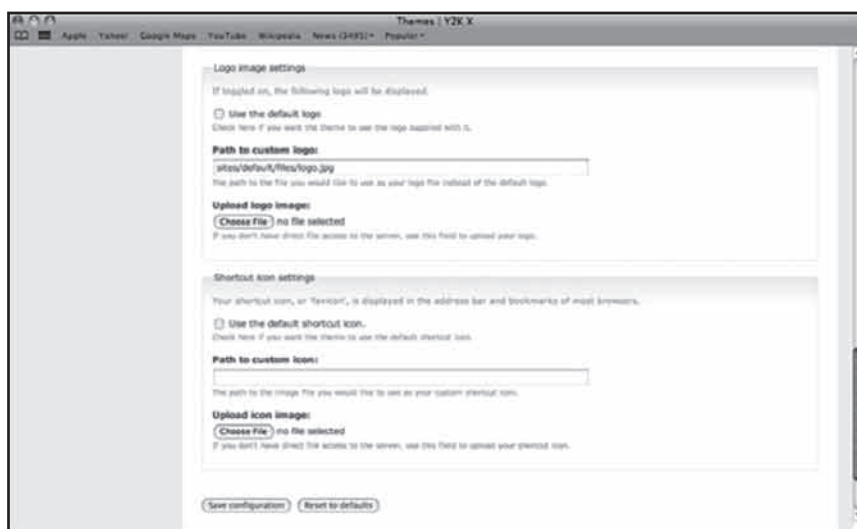 Themes | Y2K X
Apple Yahoo! Google Maps YouTube Wikipedia News (3491) Popular
Logo image settings
If toggled on, the following logo will be displayed.
Use the default logo
Check here if you want the theme to use the logo supplied with it.
Path to custom logo:
sites/default/files/logo.jpg
The path to the file you would like to use as your logo file instead of the default logo.
Upload logo image:
Choose File no file selected
If you don't have direct file access to the server, use this field to upload your logo.
Shortcut icon settings
Your shortcut icon, or 'favicon', is displayed in the address bar and bookmarks of most browsers.
Use the default shortcut icon.
Check here if you want the theme to use the default shortcut icon.
Path to custom icon:
The path to the image file you would like to use as your custom shortcut icon.
Upload icon image:
Choose File no file selected
If you don't have direct file access to the server, use this field to upload your shortcut icon.
Save configuration Reset to defaults